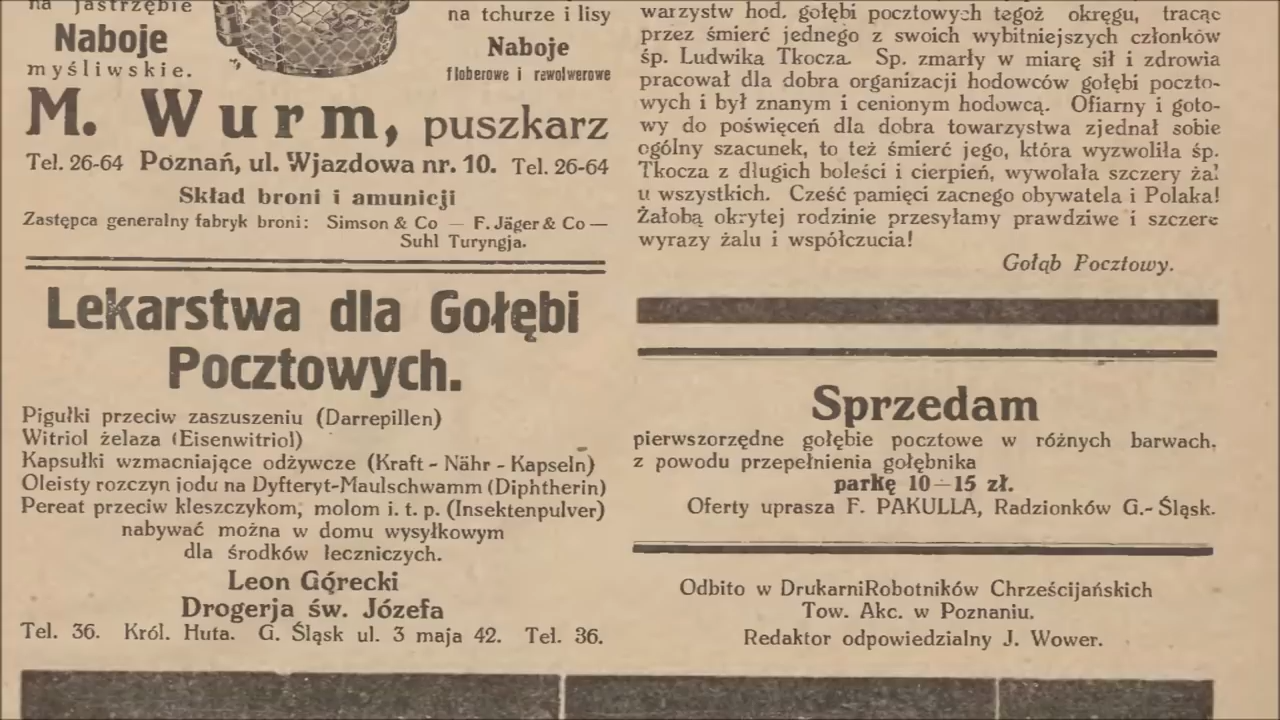 na jastrzębie
Naboje
myśliwskie.
na tchurze i lisy
Naboje
floberowe i rewolwerowe
M. Wurm, puszkarz
Tel. 26-64 Poznań, ul. Wjazdowa nr. 10. Tel. 26-64
Skład broni i amunicji
Zastępca generalny fabryk broni: Simson & Co — F. Jäger & Co —
Suhl Turyngja.
Lekarstwa dla Gołębi
Pocztowych.
Pigułki przeciw zaszuszeniu (Darrepillen)
Witriol żelaza (Eisenwitriol)
Kapsułki wzmacniające odżywcze (Kraft - Nähr - Kapseln)
Oleisty rozczyn jodu na Dyfteryt-Maulschwamm (Diphtherin)
Pereat przeciw kleszczykom, molom i. t. p. (Insektenpulver)
nabywać można w domu wysyłkowym
dla środków leczniczych.
Leon Górecki
Drogerja św. Józefa
Tel. 36. Król. Huta. G. Śląsk ul. 3 maja 42. Tel. 36.
warzystw hod. gołębi pocztowych tegoż okręgu, tracąc
przez śmierć jednego z swoich wybitniejszych członków
śp. Ludwika Tkocza. Sp. zmarły w miarę sił i zdrowia
pracował dla dobra organizacji hodowców gołębi poczto-
wych i był znanym i cenionym hodowcą. Ofiarny i goto-
wy do poświęceń dla dobra towarzystwa zjednał sobie
ogólny szacunek, to też śmierć jego, która wyzwoliła śp.
Tkocza z długich boleści i cierpień, wywołała szczery żal
u wszystkich. Cześć pamięci zacnego obywatela i Polaka!
Żałobą okrytej rodzinie przesyłamy prawdziwe i szczere
wyrazy żalu i współczucia!
Gołąb Pocztowy.
Sprzedam
pierwszorzędne gołębie pocztowe w różnych barwach,
z powodu przepełnienia gołębnika
parkę 10—15 zł.
Oferty uprasza F. PAKULLA, Radzionków G.- Śląsk.
Odbito w DrukarniRobotników Chrześcijańskich
Tow. Akc. w Poznaniu.
Redaktor odpowiedzialny J. Wower.